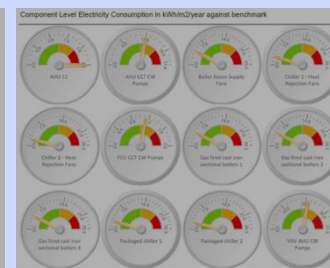 Component Level Electricity Consumption in kWh/m2/year against benchmark
AHU 11
AHU CCT CW
Pumps
Boiler Room Supply
Fans
Chiller 1 - Heat
Rejection Fans
Chiller 2 - Heat
Rejection Fans
FCU CCT CW Pumps
Gas fired cast iron
sectional boilers 1
Gas fired cast iron
sectional boilers 2
Gas fired cast iron
sectional boilers 3
Packaged chiller 1
Packaged chiller 2
VAV AHU CW
Pumps